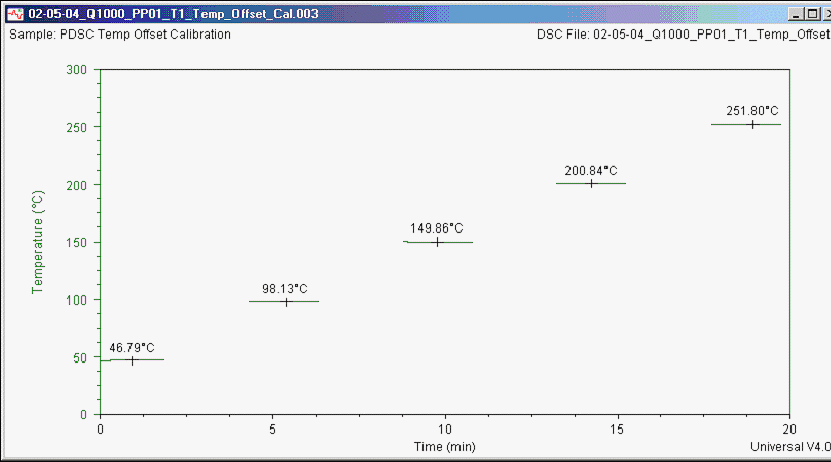 02-05-04_Q1000_PP01_T1_Temp_Offset_Cal.003
Sample: PDSC Temp Offset Calibration
DSC File: 02-05-04_Q1000_PP01_T1_Temp_Offset
300
250
200
150
100
50
0
Temperature (°C)
251.80°C
200.84°C
149.86°C
98.13°C
46.79°C
0 5 10 15 20
Time (min)
Universal V4.0